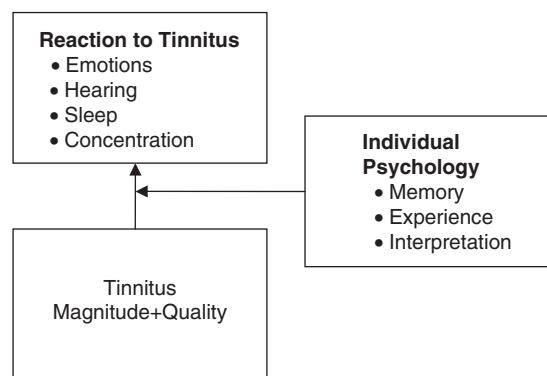 Reaction to Tinnitus
• Emotions
• Hearing
• Sleep
• Concentration
Individual
Psychology
• Memory
• Experience
• Interpretation
Tinnitus
Magnitude+Quality